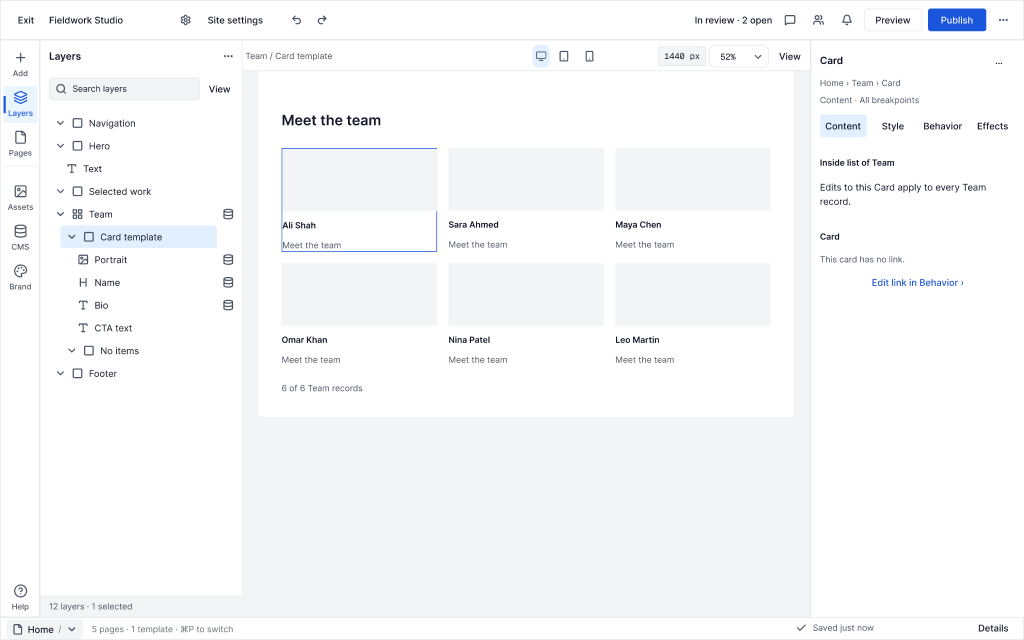 Exit
Fieldwork Studio
Site settings
In review · 2 open
Preview
Publish
...
Add
Layers
Pages
Assets
CMS
Brand
Help
Layers
...
Search layers
View
Navigation
Hero
Text
Selected work
Team
Card template
Portrait
Name
Bio
CTA text
No items
Footer
12 layers · 1 selected
Team / Card template
1440 px
52%
View
Meet the team
Ali Shah
Meet the team
Sara Ahmed
Meet the team
Maya Chen
Meet the team
Omar Khan
Meet the team
Nina Patel
Meet the team
Leo Martin
Meet the team
6 of 6 Team records
Card
...
Home › Team › Card
Content · All breakpoints
Content
Style
Behavior
Effects
Inside list of Team
Edits to this Card apply to every Team
record.
Card
This card has no link.
Edit link in Behavior ›
Home /
5 pages · 1 template · ⌘P to switch
Saved just now
Details